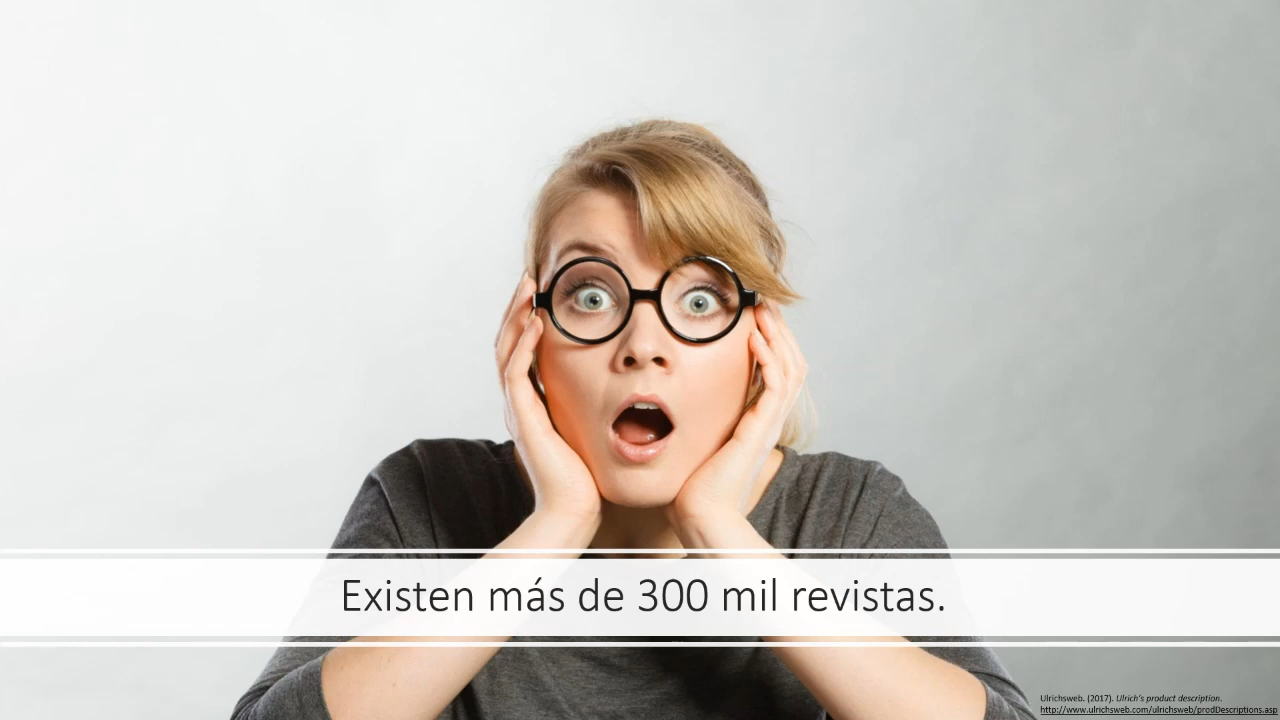 Existen más de 300 mil revistas.
Ulrichsweb. (2017). Ulrich's product description.
http://www.ulrichsweb.com/ulrichsweb/prodDescriptions.asp